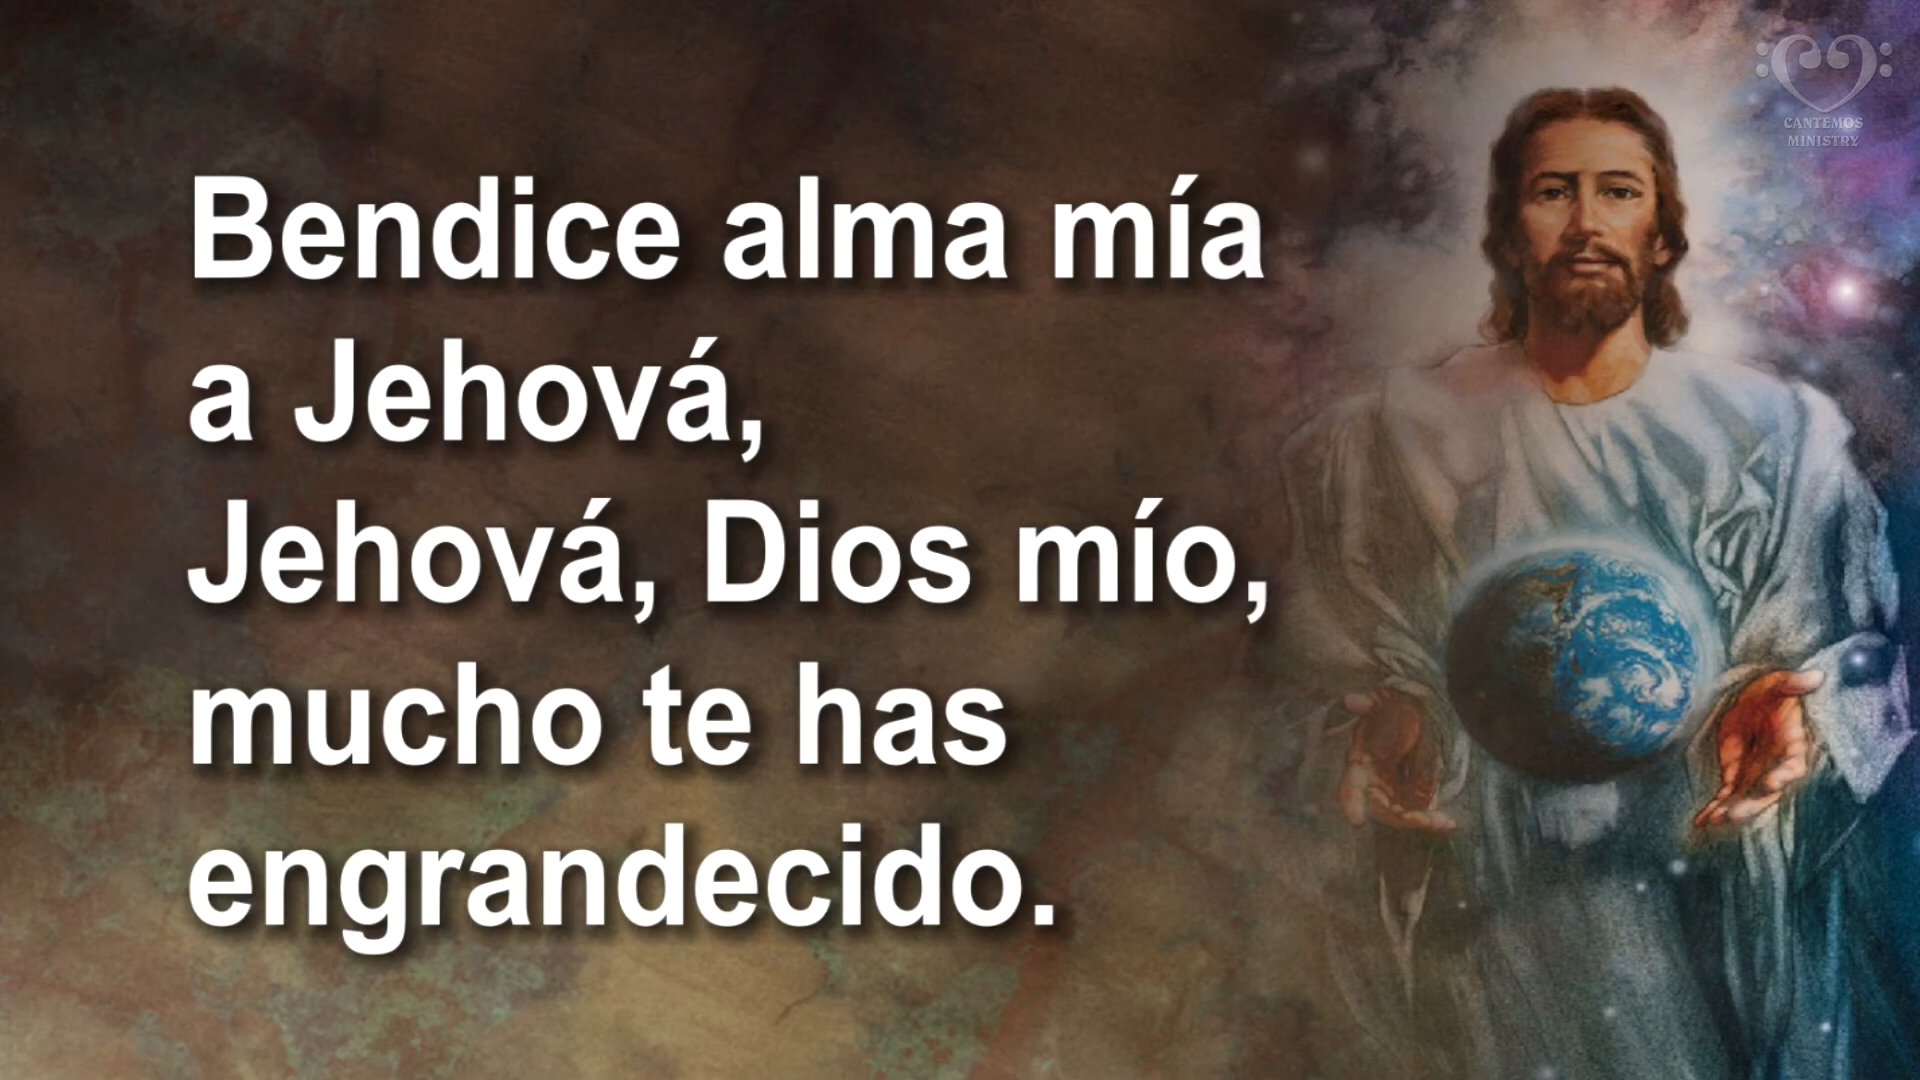 Bendice alma mía
a Jehová,
Jehová, Dios mío,
mucho te has
engrandecido.
CANTEMOS
MINISTRY